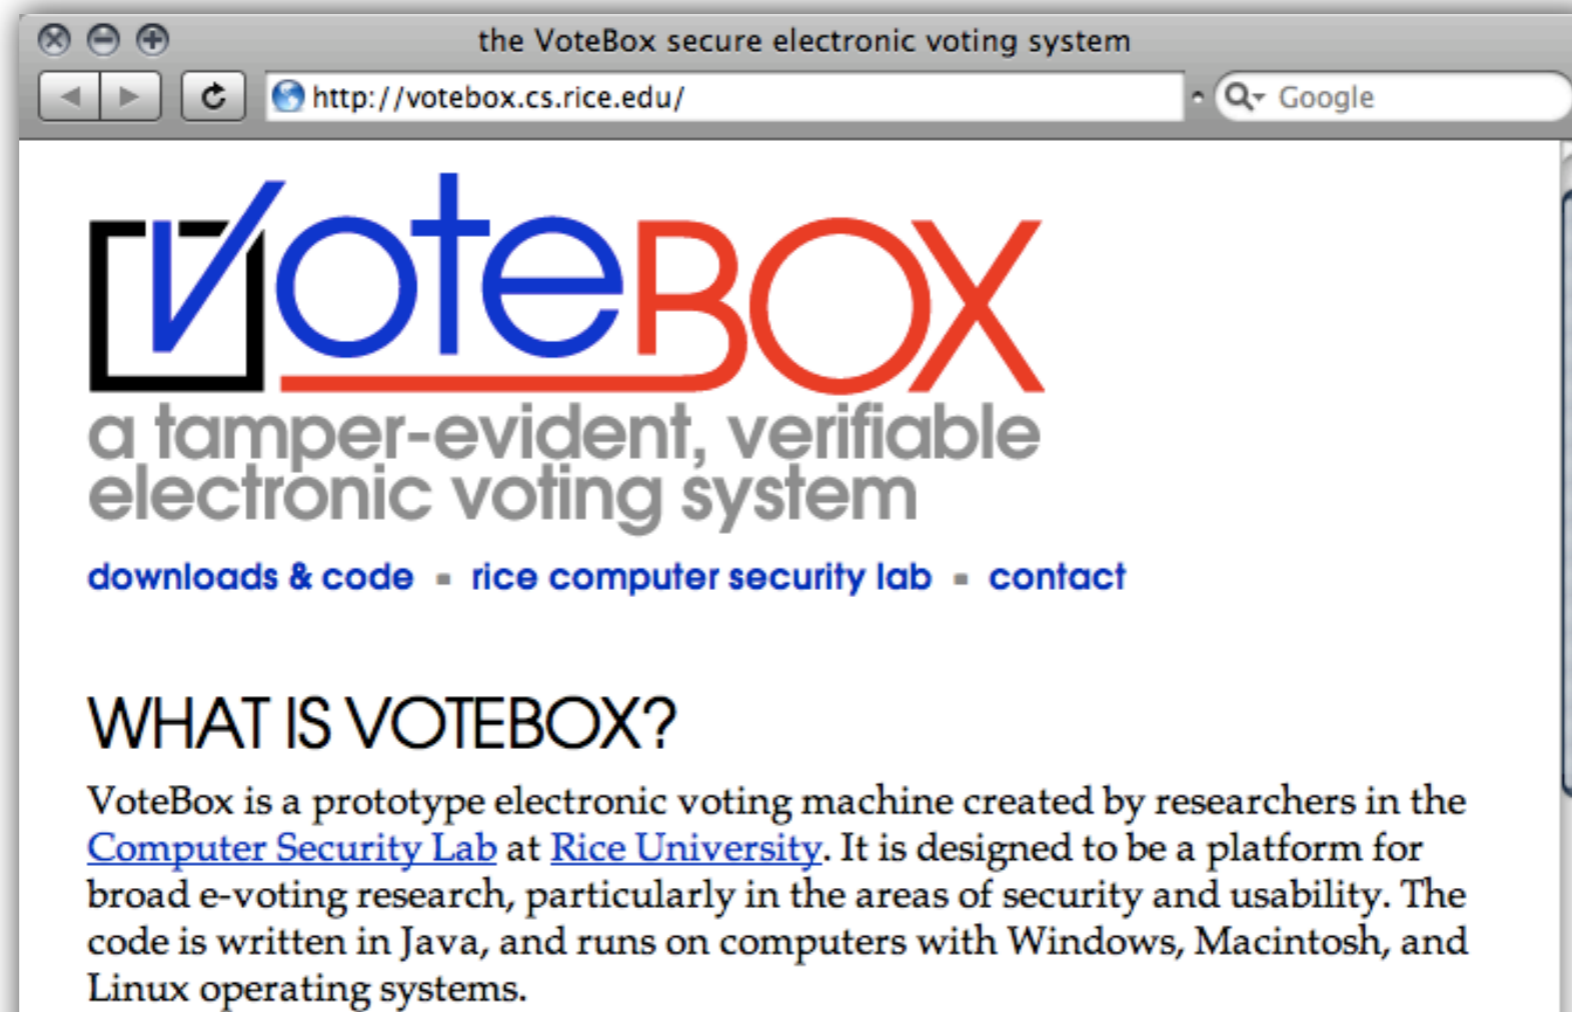 the VoteBox secure electronic voting system
http://votebox.cs.rice.edu/
Google
VoteBOX
a tamper-evident, verifiable
electronic voting system
downloads & code ▪ rice computer security lab ▪ contact
WHAT IS VOTEBOX?
VoteBox is a prototype electronic voting machine created by researchers in the
Computer Security Lab at Rice University. It is designed to be a platform for
broad e-voting research, particularly in the areas of security and usability. The
code is written in Java, and runs on computers with Windows, Macintosh, and
Linux operating systems.